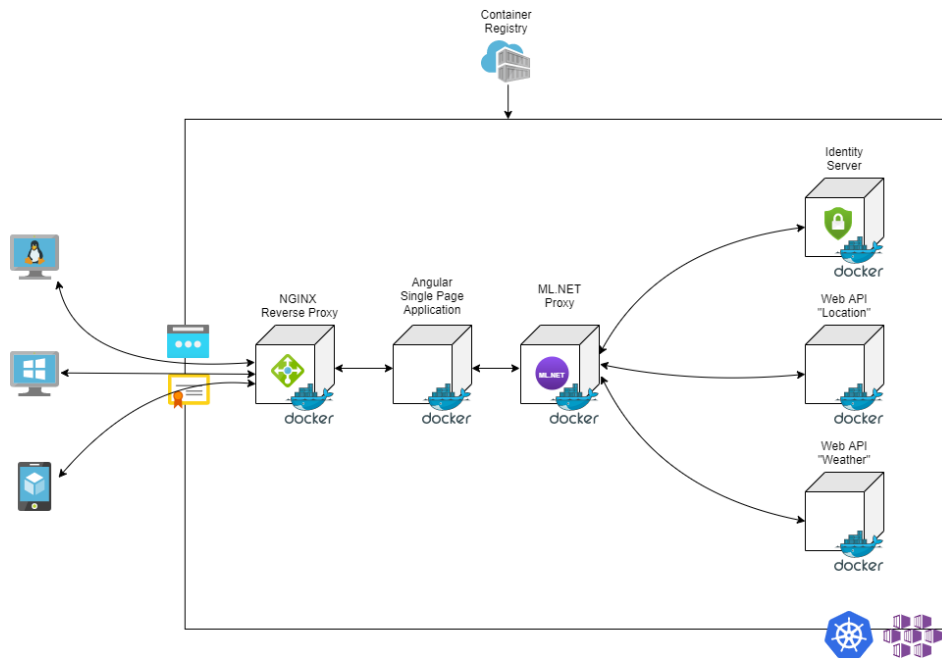 Container
Registry
Identity
Server
docker
NGINX
Reverse Proxy
docker
Angular
Single Page
Application
docker
ML.NET
Proxy
ML.NET
docker
Web API
"Location"
docker
Web API
"Weather"
docker